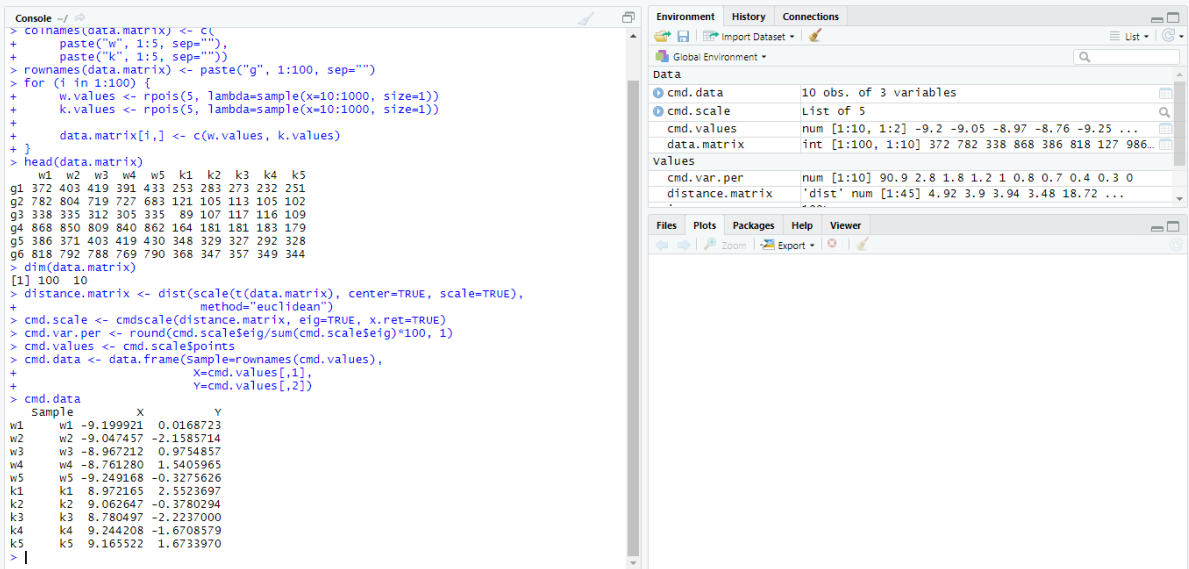 Console ~/
> colnames(data.matrix) <- c(
+ paste("w", 1:5, sep=""),
+ paste("k", 1:5, sep=""))
> rownames(data.matrix) <- paste("g", 1:100, sep="")
> for (i in 1:100) {
+ w.values <- rpois(5, lambda=sample(x=10:1000, size=1))
+ k.values <- rpois(5, lambda=sample(x=10:1000, size=1))
+
+ data.matrix[i,] <- c(w.values, k.values)
+ }
> head(data.matrix)
w1 w2 w3 w4 w5 k1 k2 k3 k4 k5
g1 372 403 419 391 433 253 283 273 232 251
g2 782 804 719 727 683 121 105 113 105 102
g3 338 335 312 305 335 89 107 117 116 109
g4 868 850 809 840 862 164 181 181 183 179
g5 386 371 403 419 430 348 329 327 292 328
g6 818 792 788 769 790 368 347 357 349 344
> dim(data.matrix)
[1] 100 10
> distance.matrix <- dist(scale(t(data.matrix), center=TRUE, scale=TRUE),
+ method="euclidean")
> cmd.scale <- cmdscale(distance.matrix, eig=TRUE, x.ret=TRUE)
> cmd.var.per <- round(cmd.scale$eig/sum(cmd.scale$eig)*100, 1)
> cmd.values <- cmd.scale$points
> cmd.data <- data.frame(Sample=rownames(cmd.values),
+ X=cmd.values[,1],
+ Y=cmd.values[,2])
> cmd.data
Sample X Y
w1 w1 -9.199921 0.0168723
w2 w2 -9.047457 -2.1585714
w3 w3 -8.967212 0.9754857
w4 w4 -8.761280 1.5405965
w5 w5 -9.249168 -0.3275626
k1 k1 8.972165 2.5523697
k2 k2 9.062647 -0.3780294
k3 k3 8.780497 -2.2237000
k4 k4 9.244208 -1.6708579
k5 k5 9.165522 1.6733970
>
Environment History Connections
Import Dataset List
Global Environment
Data
cmd.data 10 obs. of 3 variables
cmd.scale List of 5
cmd.values num [1:10, 1:2] -9.2 -9.05 -8.97 -8.76 -9.25 ...
data.matrix int [1:100, 1:10] 372 782 338 868 386 818 127 986…
Values
cmd.var.per num [1:10] 90.9 2.8 1.8 1.2 1 0.8 0.7 0.4 0.3 0
distance.matrix 'dist' num [1:45] 4.92 3.9 3.94 3.48 18.72 ...
Files Plots Packages Help Viewer
Zoom Export